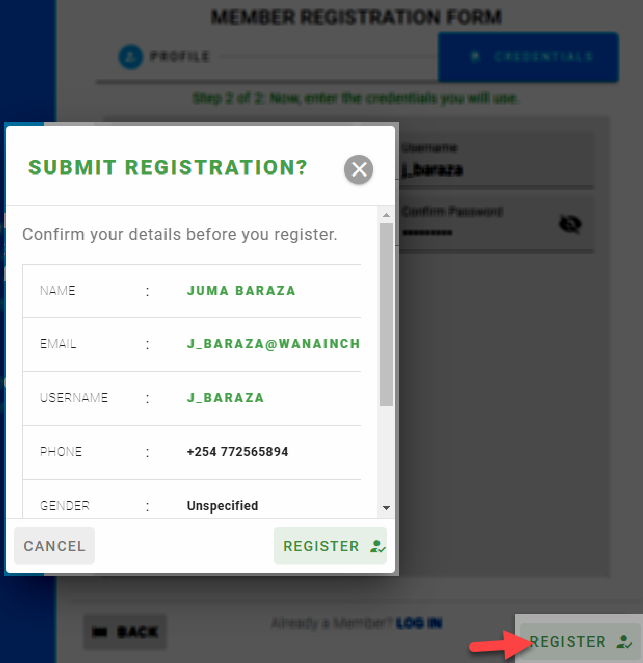 MEMBER REGISTRATION FORM
PROFILE
CREDENTIALS
Step 2 of 2: Now, enter the credentials you will use.
Username
j_baraza
Confirm Password
SUBMIT REGISTRATION?
Confirm your details before you register.
NAME : JUMA BARAZA
EMAIL : J_BARAZA@WANAINCH
USERNAME : J_BARAZA
PHONE : +254 772565894
GENDER : Unspecified
CANCEL
REGISTER
BACK
Already a Member? LOG IN
REGISTER